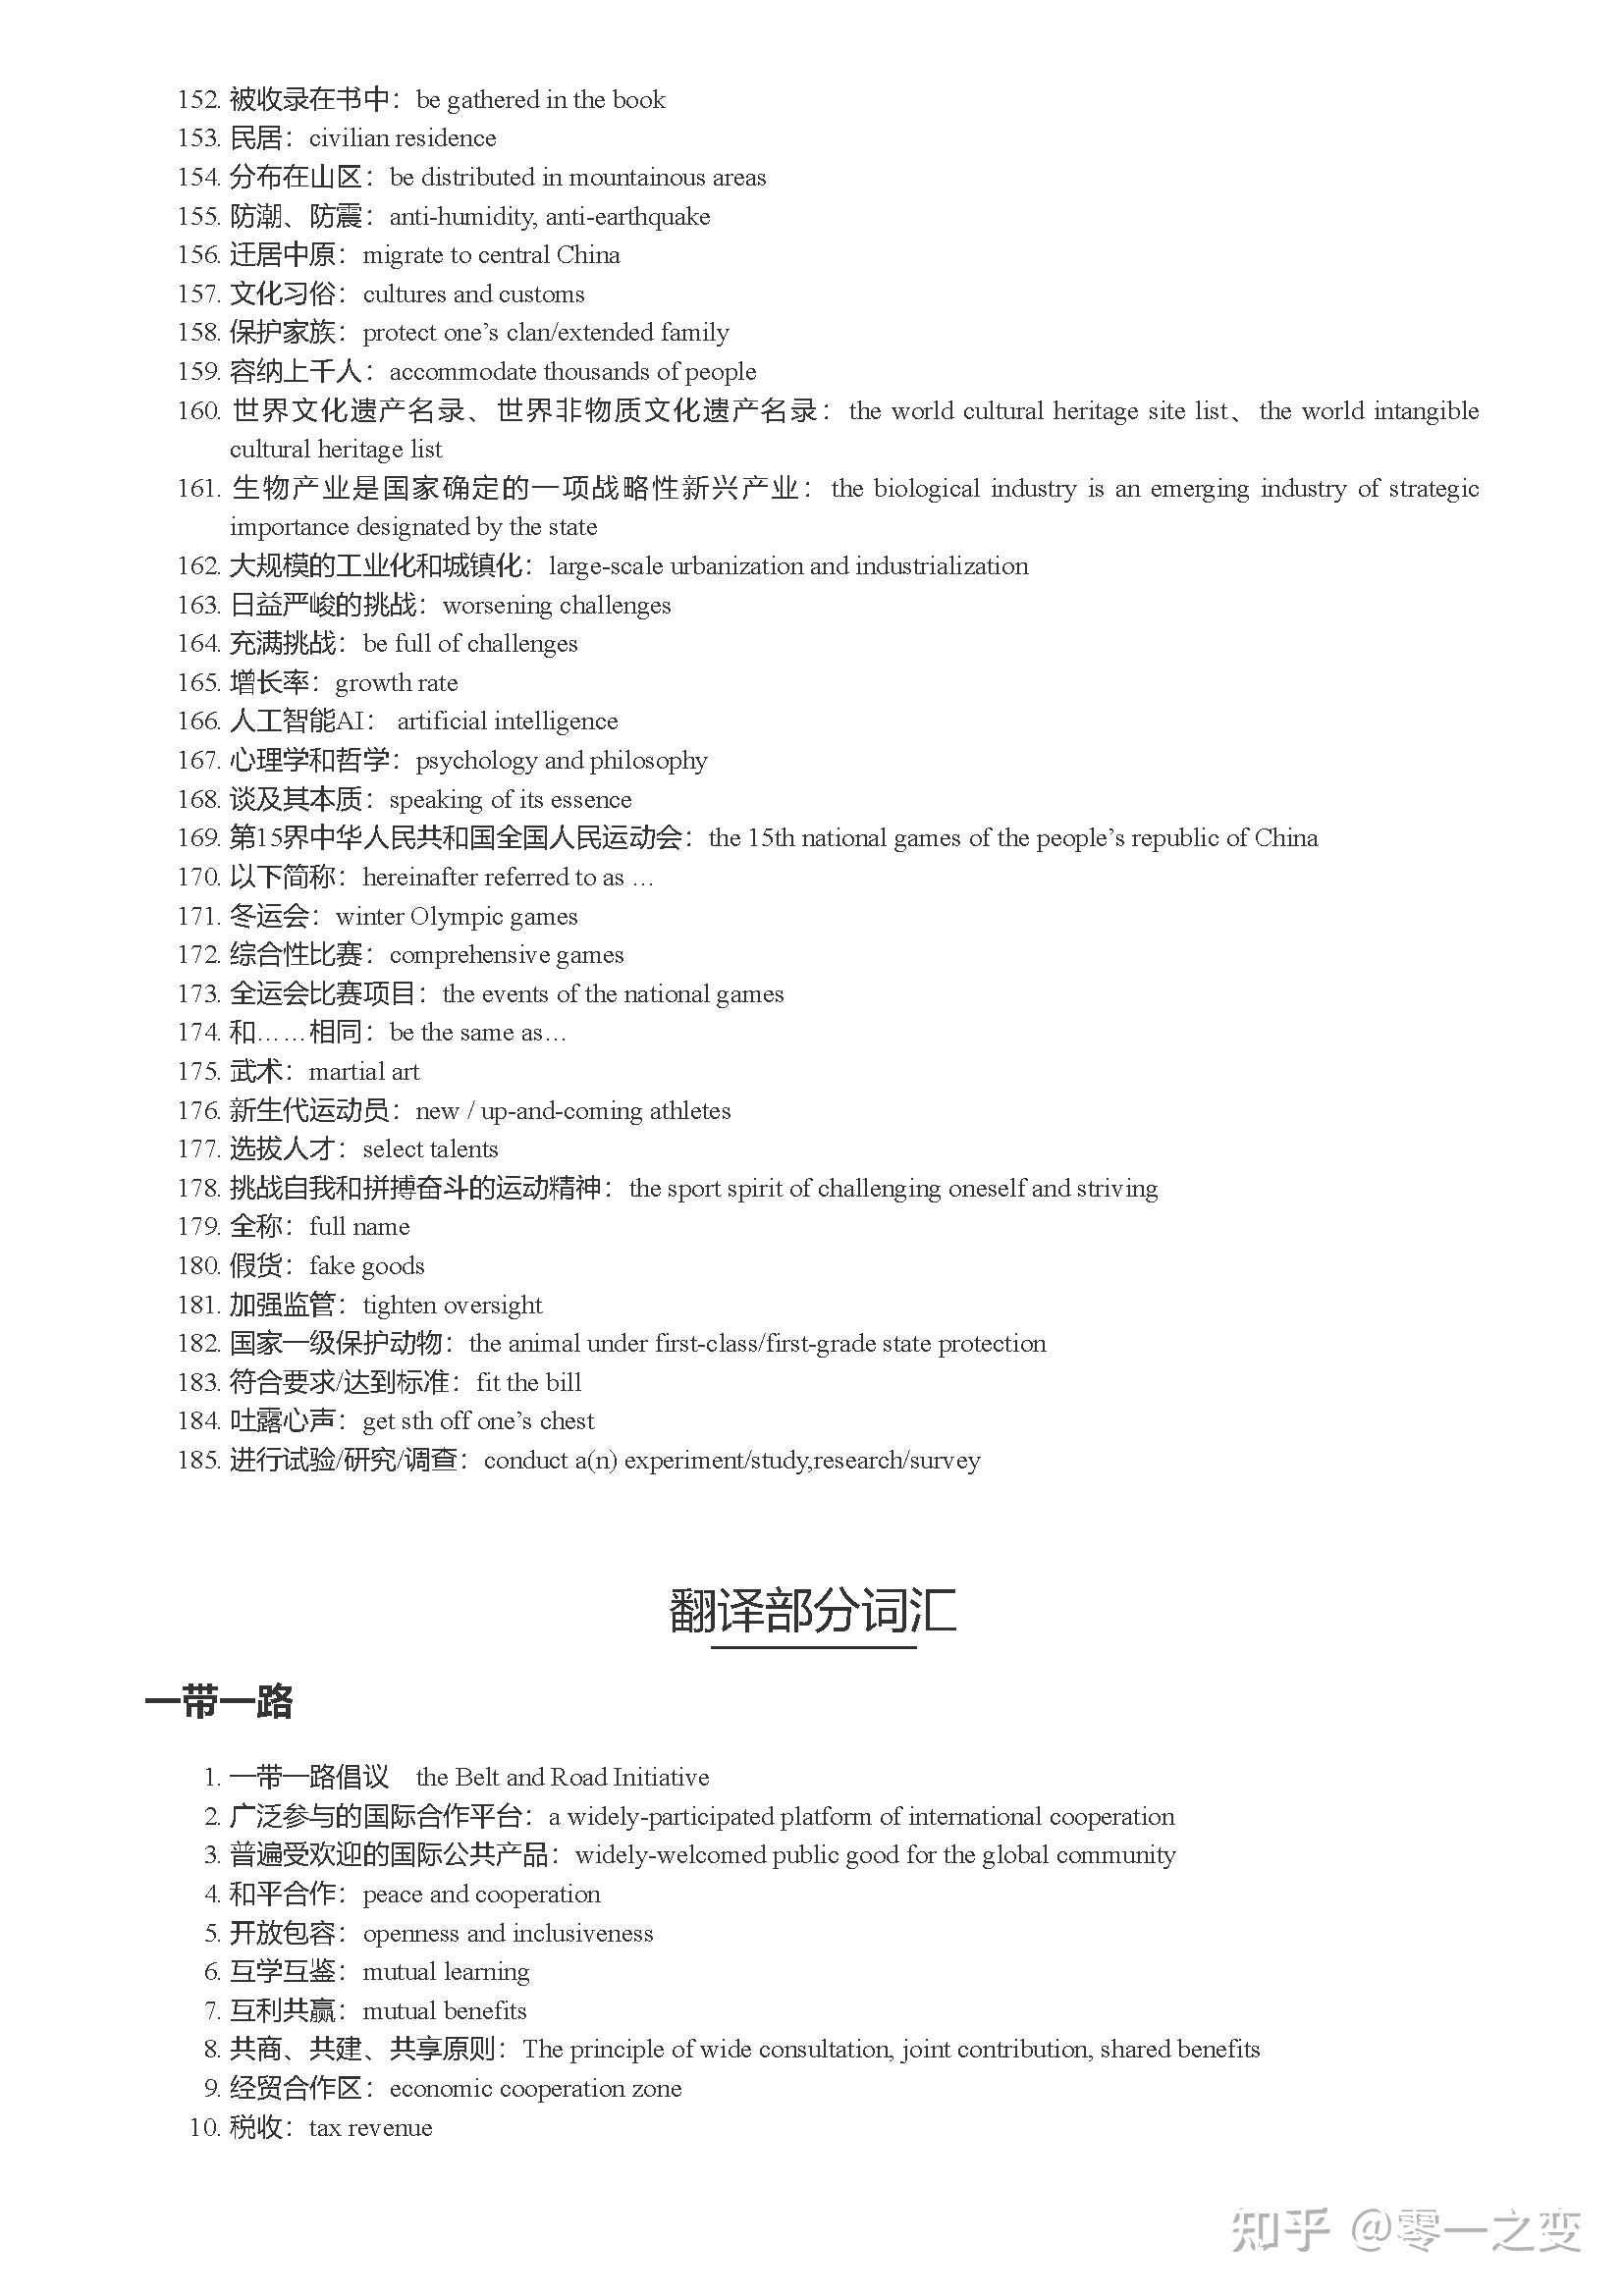 152. 被收录在书中：be gathered in the book
153. 民居：civilian residence
154. 分布在山区：be distributed in mountainous areas
155. 防潮、防震：anti-humidity, anti-earthquake
156. 迁居中原：migrate to central China
157. 文化习俗：cultures and customs
158. 保护家族：protect one’s clan/extended family
159. 容纳上千人：accommodate thousands of people
160. 世界文化遗产名录、世界非物质文化遗产名录：the world cultural heritage site list、the world intangible
cultural heritage list
161. 生物产业是国家确定的一项战略性新兴产业：the biological industry is an emerging industry of strategic
importance designated by the state
162. 大规模的工业化和城镇化：large-scale urbanization and industrialization
163. 日益严峻的挑战：worsening challenges
164. 充满挑战：be full of challenges
165. 增长率：growth rate
166. 人工智能AI： artificial intelligence
167. 心理学和哲学：psychology and philosophy
168. 谈及其本质：speaking of its essence
169. 第15界中华人民共和国全国人民运动会：the 15th national games of the people’s republic of China
170. 以下简称：hereinafter referred to as …
171. 冬运会：winter Olympic games
172. 综合性比赛：comprehensive games
173. 全运会比赛项目：the events of the national games
174. 和……相同：be the same as…
175. 武术：martial art
176. 新生代运动员：new / up-and-coming athletes
177. 选拔人才：select talents
178. 挑战自我和拼搏奋斗的运动精神：the sport spirit of challenging oneself and striving
179. 全称：full name
180. 假货：fake goods
181. 加强监管：tighten oversight
182. 国家一级保护动物：the animal under first-class/first-grade state protection
183. 符合要求/达到标准：fit the bill
184. 吐露心声：get sth off one’s chest
185. 进行试验/研究/调查：conduct a(n) experiment/study,research/survey
翻译部分词汇
一带一路
1. 一带一路倡议　the Belt and Road Initiative
2. 广泛参与的国际合作平台：a widely-participated platform of international cooperation
3. 普遍受欢迎的国际公共产品：widely-welcomed public good for the global community
4. 和平合作：peace and cooperation
5. 开放包容：openness and inclusiveness
6. 互学互鉴：mutual learning
7. 互利共赢：mutual benefits
8. 共商、共建、共享原则：The principle of wide consultation, joint contribution, shared benefits
9. 经贸合作区：economic cooperation zone
10. 税收：tax revenue
知乎 @零一之变